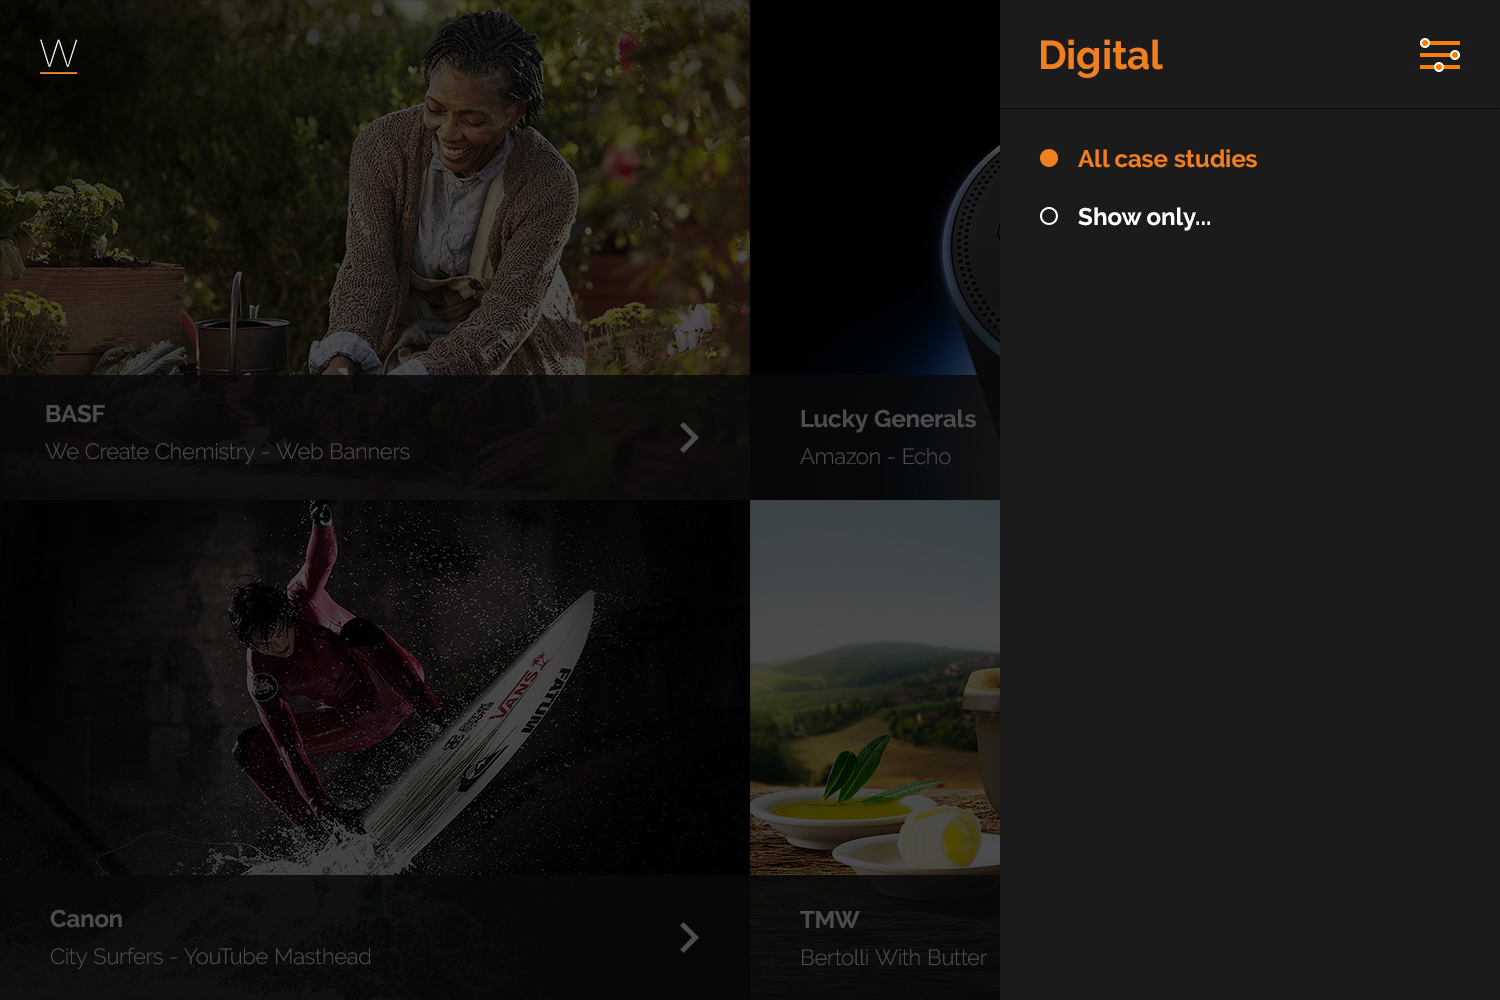 W
Digital
All case studies
Show only...
BASF
We Create Chemistry - Web Banners
Lucky Generals
Amazon - Echo
VANS
FATUM
Canon
City Surfers - YouTube Masthead
TMW
Bertolli With Butter